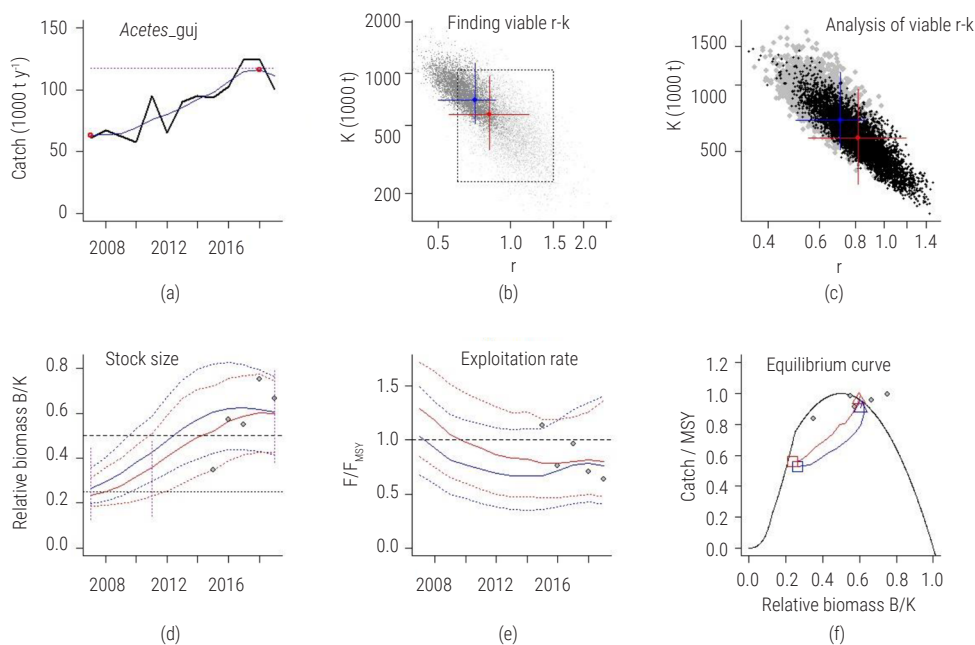 Acetes_guj
Catch (1000 t y⁻¹)
150
100
50
0
2008 2012 2016
(a)
Finding viable r-k
K (1000 t)
2000
1000
500
200
0.5 1.0 1.5 2.0
r
(b)
Analysis of viable r-k
K (1000 t)
1500
1000
500
0.4 0.6 0.8 1.0 1.4
r
(c)
Stock size
Relative biomass B/K
0.8
0.6
0.4
0.2
0.0
2008 2012 2016
(d)
Exploitation rate
F/F_MSY
1.5
1.0
0.5
0.0
2008 2012 2016
(e)
Equilibrium curve
Catch / MSY
1.2
1.0
0.8
0.6
0.4
0.2
0.0
0.0 0.2 0.4 0.6 0.8 1.0
Relative biomass B/K
(f)